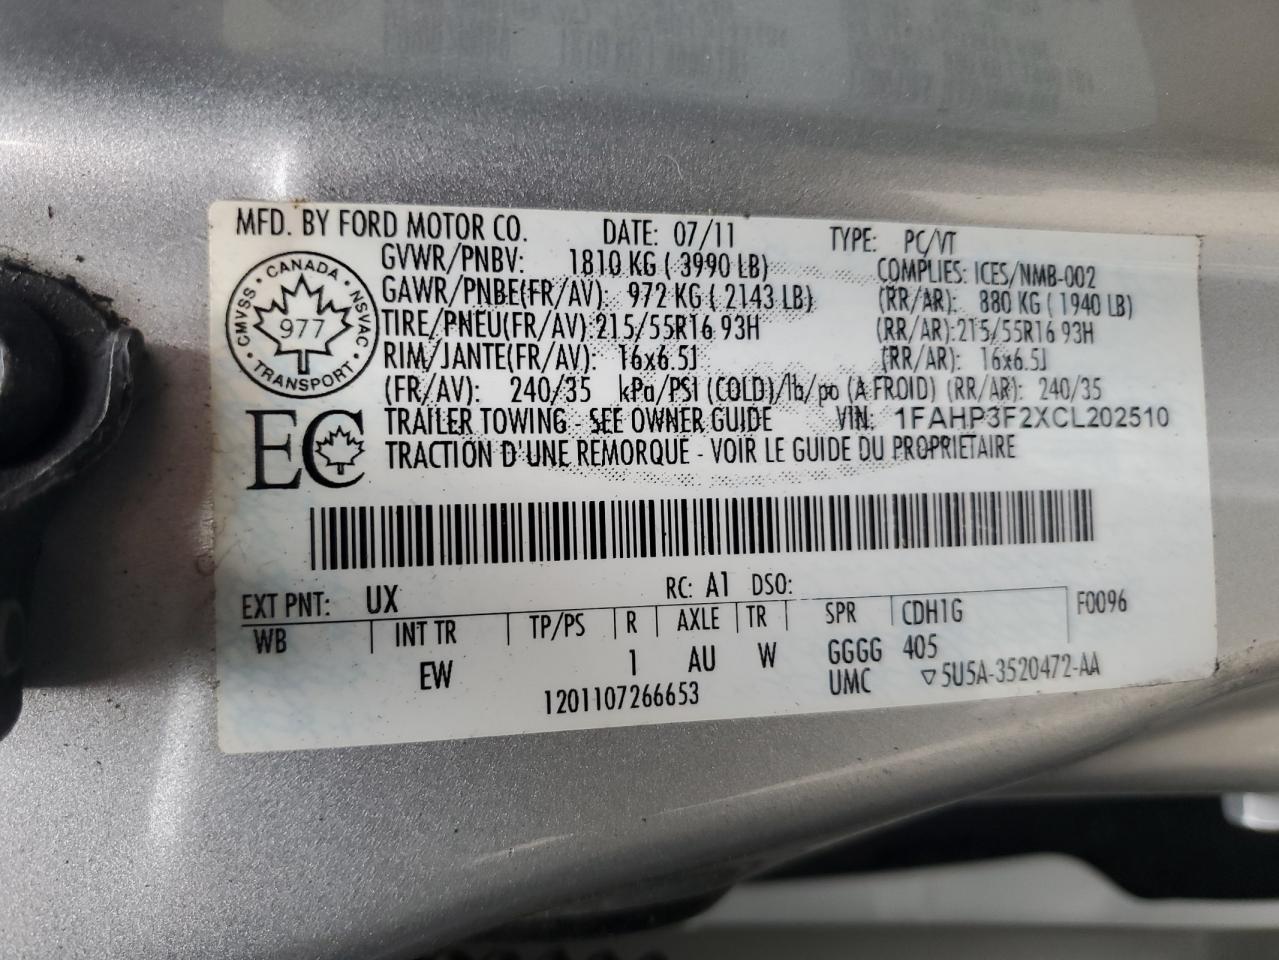 MFD. BY FORD MOTOR CO. DATE: 07/11 TYPE: PC/VT
GVWR/PNBV: 1810 KG ( 3990 LB) COMPLIES: ICES/NMB-002
GAWR/PNBE(FR/AV): 972 KG ( 2143 LB) (RR/AR): 880 KG ( 1940 LB)
TIRE/PNEU(FR/AV): 215/55R16 93H (RR/AR): 215/55R16 93H
RIM/JANTE(FR/AV): 16x6.5J (RR/AR): 16x6.5J
(FR/AV): 240/35 kPa/PSI (COLD)/lb/po (A FROID) (RR/AR): 240/35
TRAILER TOWING - SEE OWNER GUIDE VIN: 1FAHP3F2XCL202510
TRACTION D'UNE REMORQUE - VOIR LE GUIDE DU PROPRIETAIRE
CANADA
CMVSS 977 NSVAC
TRANSPORT
EC
EXT PNT: UX RC: A1 DSO:
WB INT TR TP/PS R AXLE TR SPR CDH1G F0096
EW 1 AU W GGGG 405
1201107266653 UMC ▽5U5A-3520472-AA